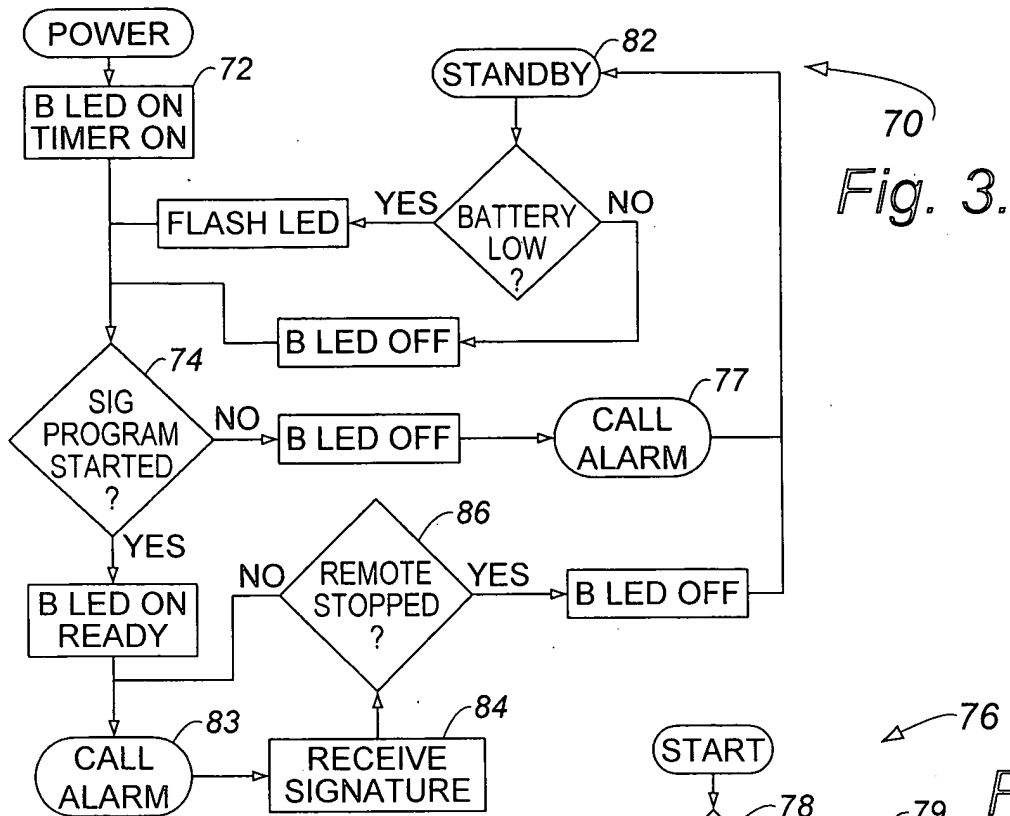 POWER
72
B LED ON
TIMER ON
82
STANDBY
70
Fig. 3.
FLASH LED
YES
BATTERY
LOW
?
NO
B LED OFF
74
SIG
PROGRAM
STARTED
?
NO
B LED OFF
77
CALL
ALARM
YES
B LED ON
READY
86
NO
REMOTE
STOPPED
?
YES
B LED OFF
83
CALL
ALARM
84
RECEIVE
SIGNATURE
START
76
78
79